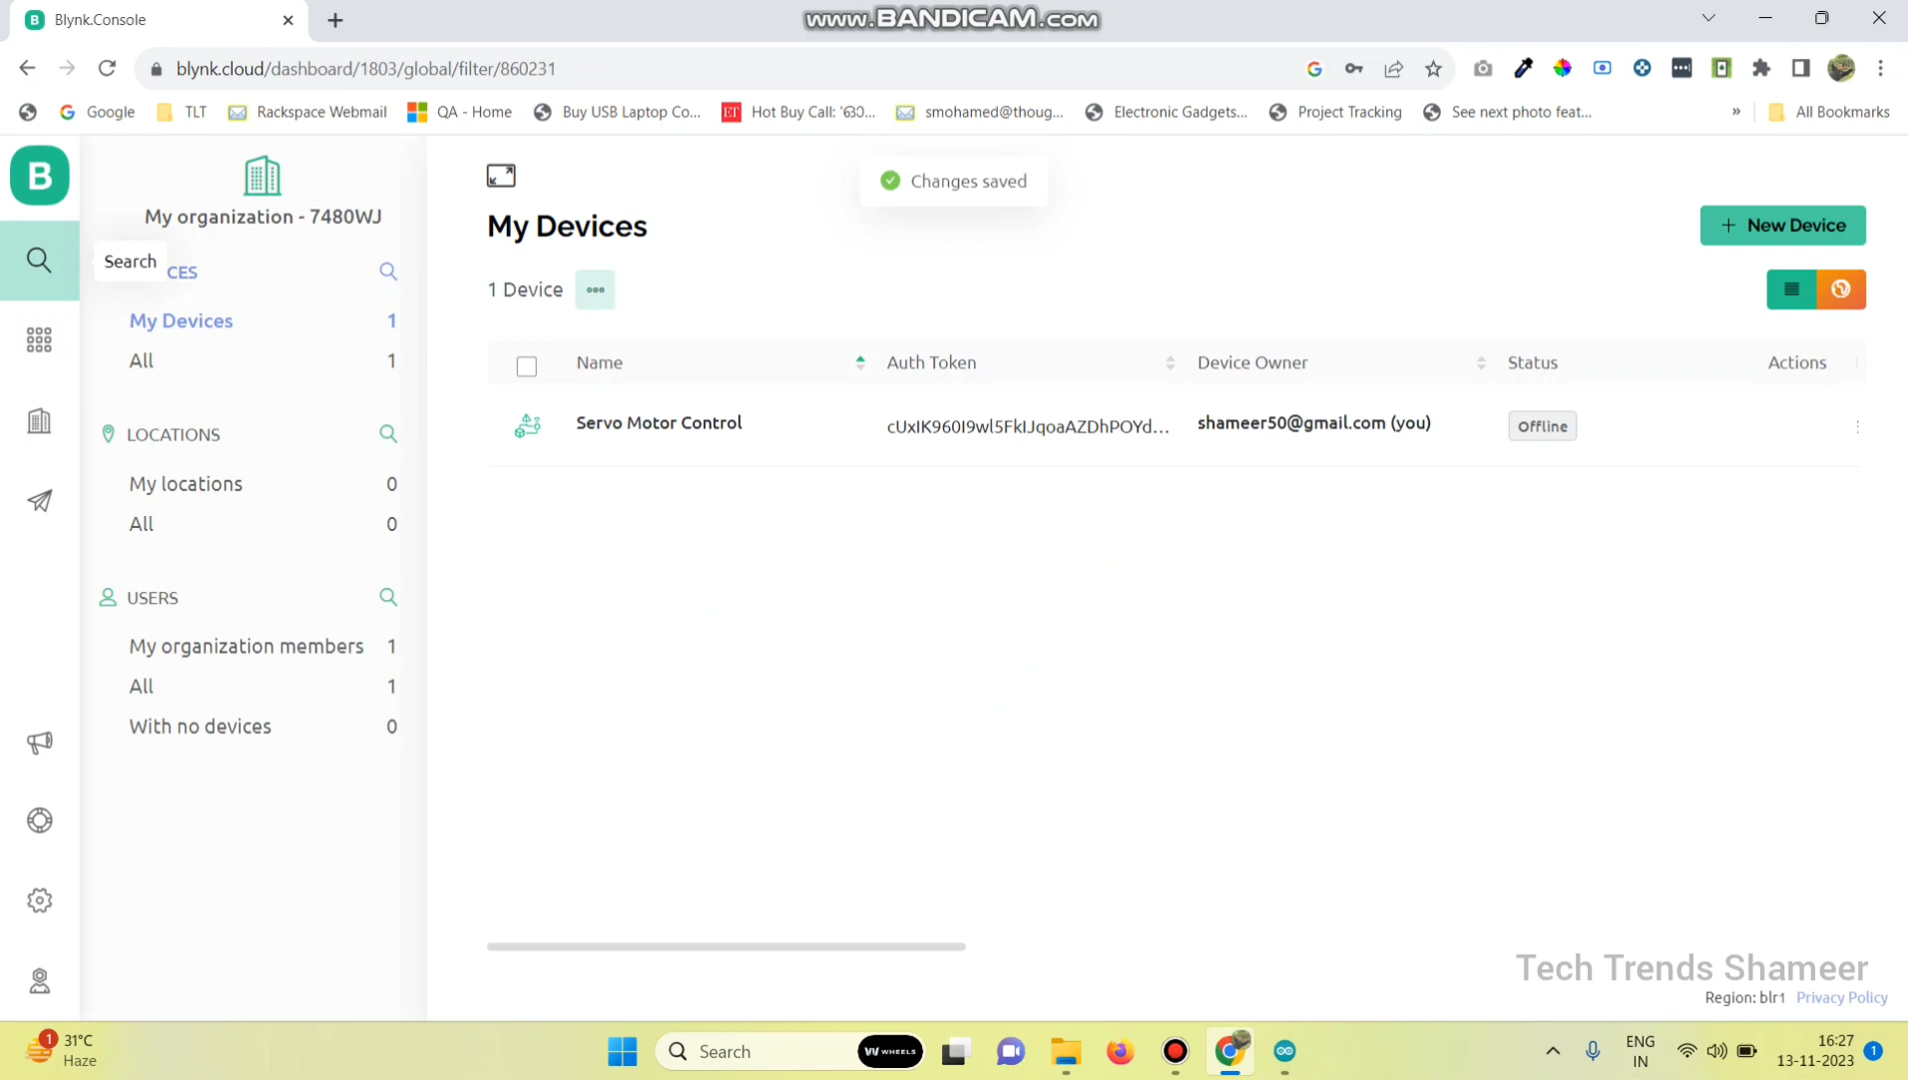 Blynk.Console
www.BANDICAM.com
blynk.cloud/dashboard/1803/global/filter/860231
Google
TLT
Rackspace Webmail
QA - Home
Buy USB Laptop Co...
Hot Buy Call: 'ഓാ...
smohamed@thoug...
Electronic Gadgets...
Project Tracking
See next photo feat...
»
All Bookmarks
B
My organization - 7480WJ
Search
CES
My Devices 1
All 1
LOCATIONS
My locations 0
All 0
USERS
My organization members 1
All 1
With no devices 0
Changes saved
My Devices
+ New Device
1 Device
Name Auth Token Device Owner Status Actions
Servo Motor Control cUxIK960I9wl5FkIJqoaAZDhPOYd... shameer50@gmail.com (you) Offline
Tech Trends Shameer
Region: blr1 Privacy Policy
1
31°C
Haze
Search
WHEELS
ENG
IN
16:27
13-11-2023
1